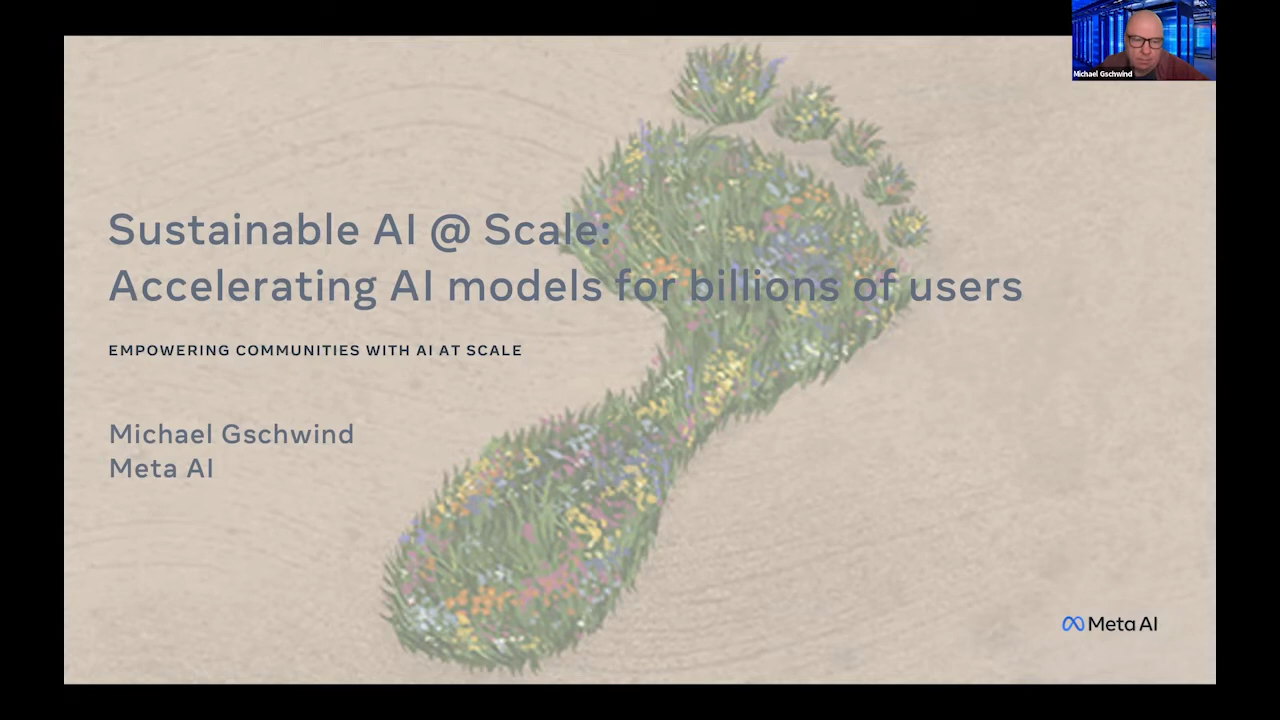 Michael Gschwind
Sustainable AI @ Scale:
Accelerating AI models for billions of users
EMPOWERING COMMUNITIES WITH AI AT SCALE
Michael Gschwind
Meta AI
Meta AI